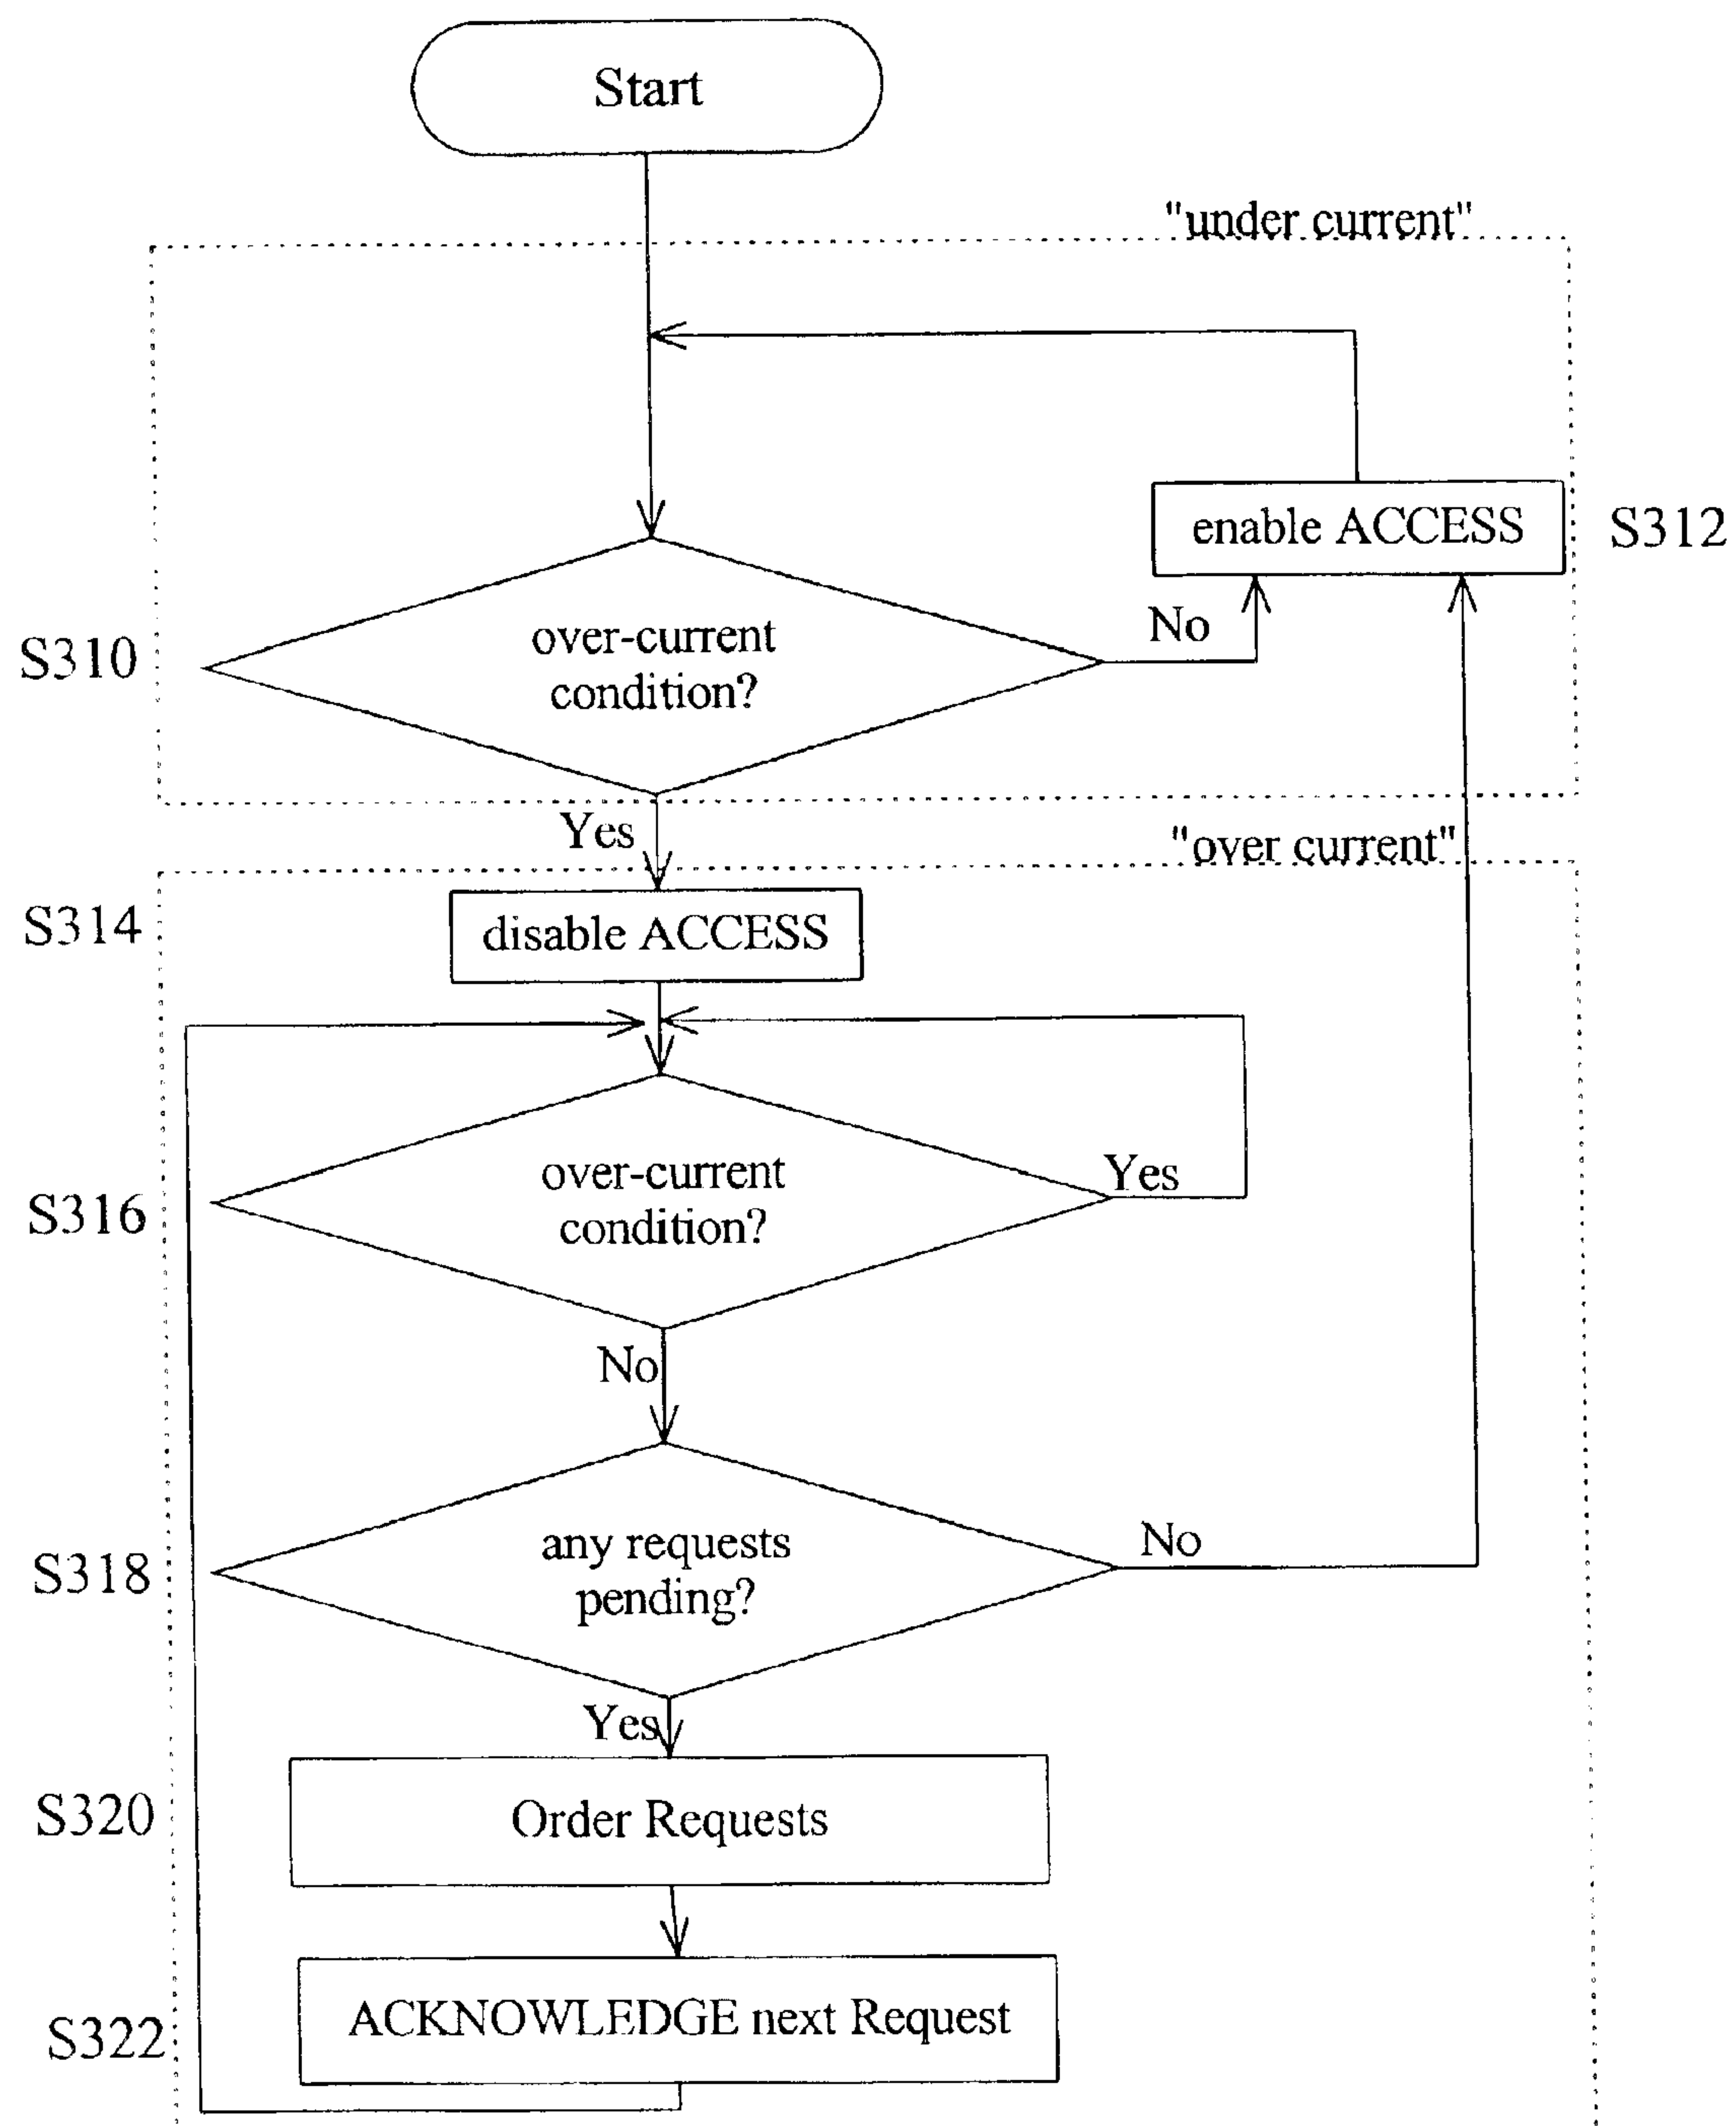 Start
"under current"
enable ACCESS
S312
No
S310
over-current
condition?
Yes
"over current"
S314
disable ACCESS
S316
over-current
condition?
Yes
No
S318
any requests
pending?
No
Yes
S320
Order Requests
S322
ACKNOWLEDGE next Request